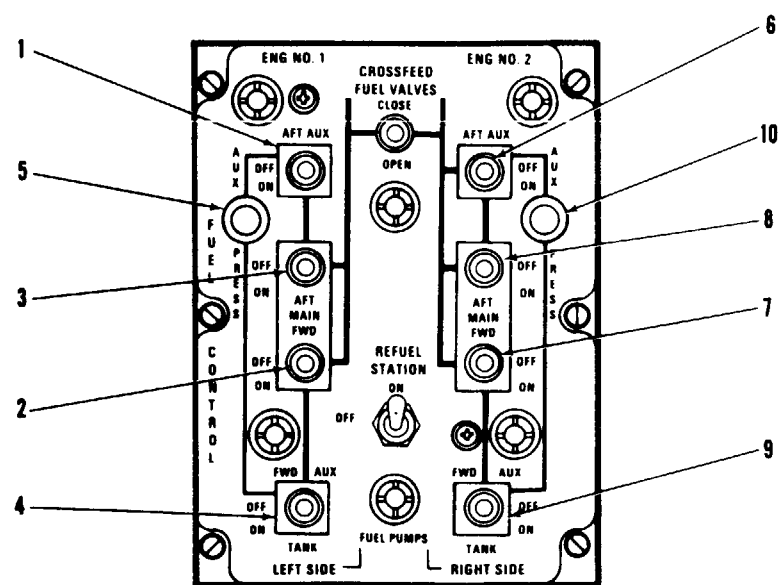 1
6
ENG NO. 1
ENG NO. 2
CROSSFEED
FUEL VALVES
CLOSE
OPEN
AFT AUX
OFF
ON
AFT AUX
OFF
ON
AUX PRESS
AUX PRESS
5
10
FUEL CONTROL
3
8
OFF
ON
AFT
MAIN
FWD
OFF
ON
OFF
ON
AFT
MAIN
FWD
OFF
ON
2
7
REFUEL
STATION
ON
OFF
FWD AUX
OFF
ON
TANK
FWD AUX
OFF
ON
TANK
4
9
FUEL PUMPS
LEFT SIDE
RIGHT SIDE